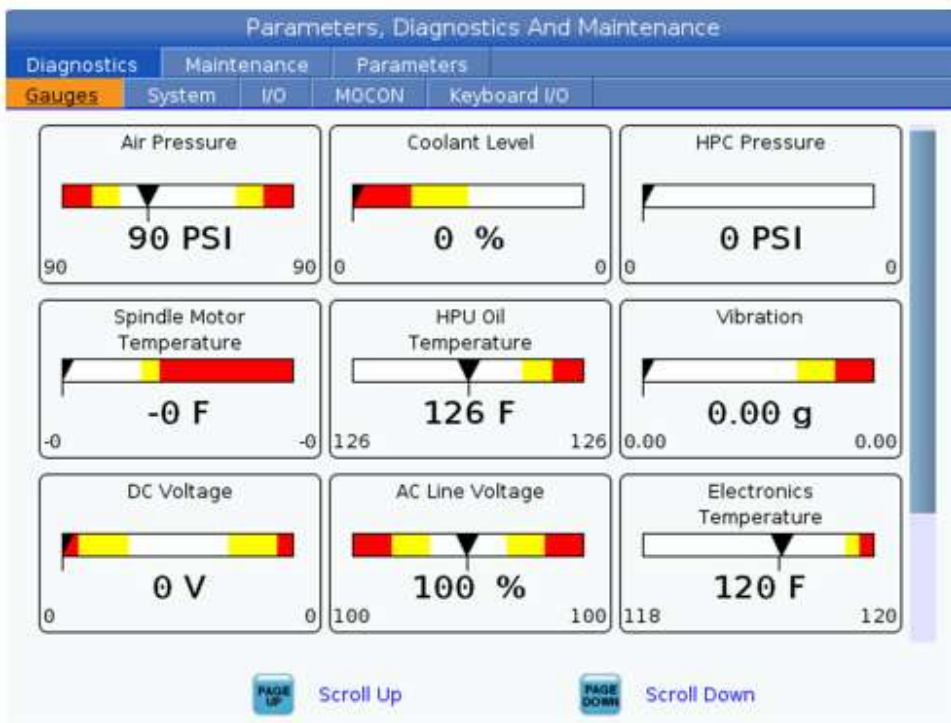 Parameters, Diagnostics And Maintenance
Diagnostics Maintenance Parameters
Gauges System I/O MOCON Keyboard I/O
Air Pressure
90 PSI
90 90
Coolant Level
0 %
0 0
HPC Pressure
0 PSI
0 0
Spindle Motor
Temperature
-0 F
-0 -0
HPU Oil
Temperature
126 F
126 126
Vibration
0.00 g
0.00 0.00
DC Voltage
0 V
0 0
AC Line Voltage
100 %
100 100
Electronics
Temperature
120 F
118 120
PAGE
UP
Scroll Up
PAGE
DOWN
Scroll Down